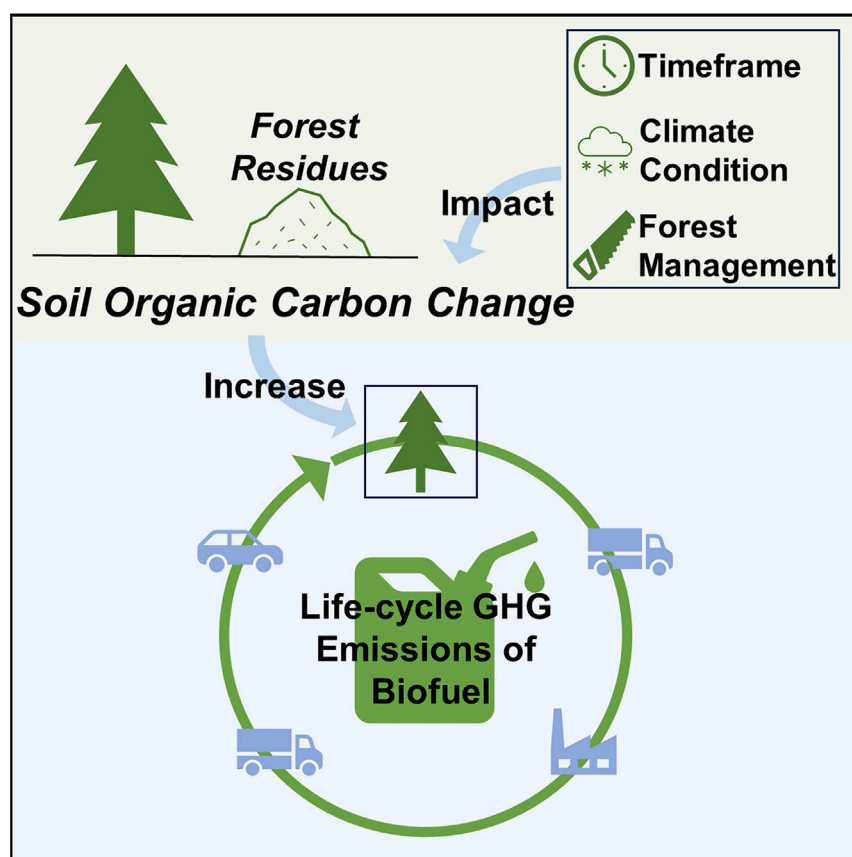 Forest
Residues
Timeframe
Climate
Condition
Forest
Management
Impact
Soil Organic Carbon Change
Increase
Life-cycle GHG
Emissions of
Biofuel